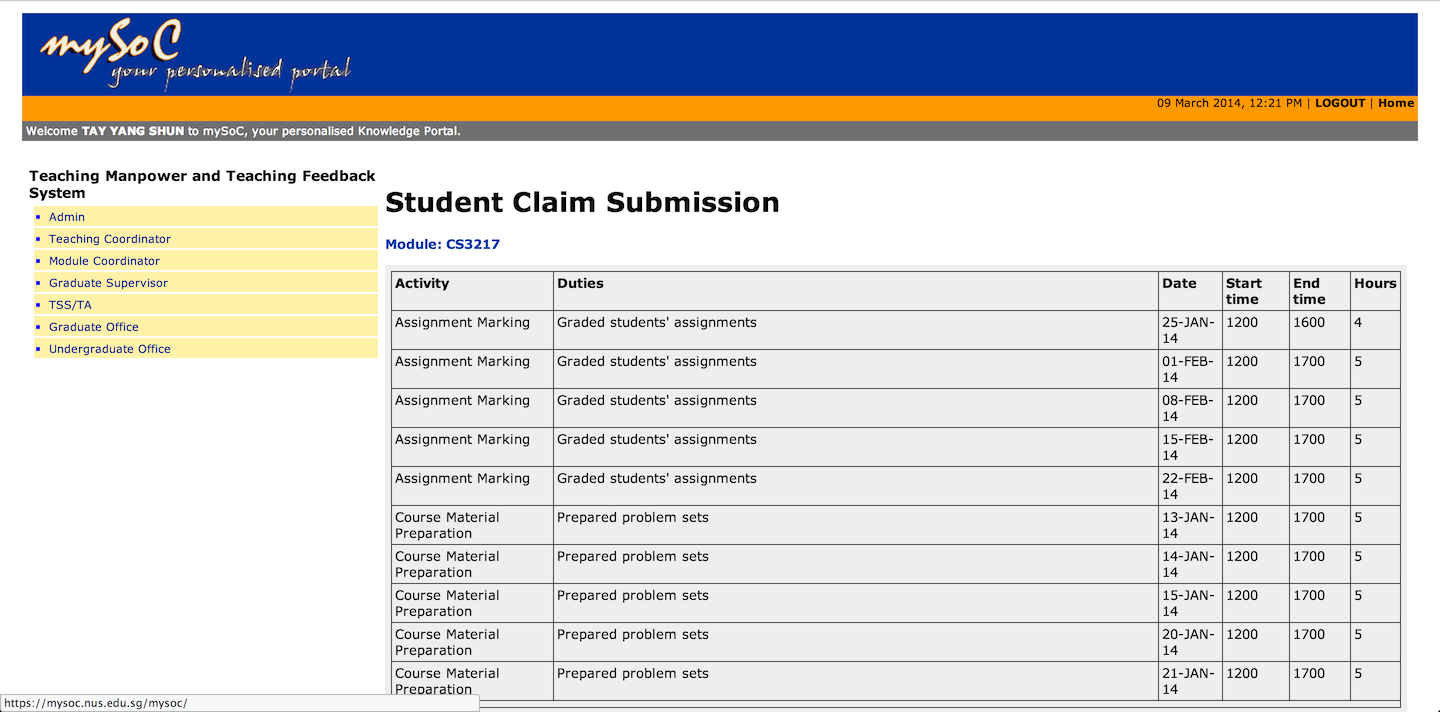 mySoC
your personalised portal
09 March 2014, 12:21 PM | LOGOUT | Home
Welcome TAY YANG SHUN to mySoC, your personalised Knowledge Portal.
Teaching Manpower and Teaching Feedback
System
Admin
Teaching Coordinator
Module Coordinator
Graduate Supervisor
TSS/TA
Graduate Office
Undergraduate Office
Student Claim Submission
Module: CS3217
Activity Duties Date Start time End time Hours
Assignment Marking Graded students' assignments 25-JAN-14 1200 1600 4
Assignment Marking Graded students' assignments 01-FEB-14 1200 1700 5
Assignment Marking Graded students' assignments 08-FEB-14 1200 1700 5
Assignment Marking Graded students' assignments 15-FEB-14 1200 1700 5
Assignment Marking Graded students' assignments 22-FEB-14 1200 1700 5
Course Material Preparation Prepared problem sets 13-JAN-14 1200 1700 5
Course Material Preparation Prepared problem sets 14-JAN-14 1200 1700 5
Course Material Preparation Prepared problem sets 15-JAN-14 1200 1700 5
Course Material Preparation Prepared problem sets 20-JAN-14 1200 1700 5
Course Material Preparation Prepared problem sets 21-JAN-14 1200 1700 5
https://mysoc.nus.edu.sg/mysoc/